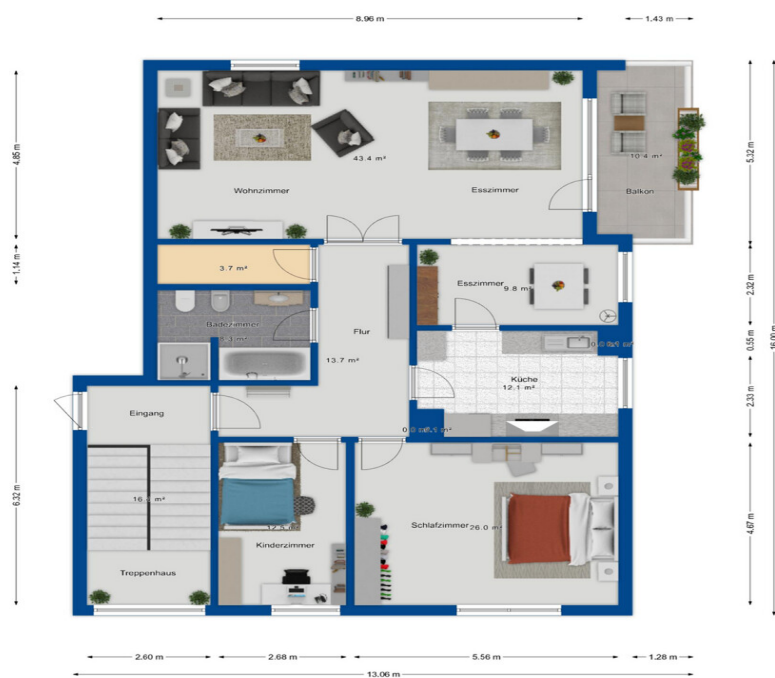 8.96 m
1.43 m
4.85 m
1.14 m
6.32 m
5.32 m
2.32 m
0.55 m
2.33 m
4.67 m
16.00 m
43.4 m²
Wohnzimmer
Esszimmer
10.4 m²
Balkon
3.7 m²
Esszimmer
9.8 m²
Badezimmer
Flur
13.7 m²
Küche
12.1 m²
Eingang
Schlafzimmer 26.0 m²
Kinderzimmer
Treppenhaus
2.60 m
2.68 m
5.56 m
1.28 m
13.06 m